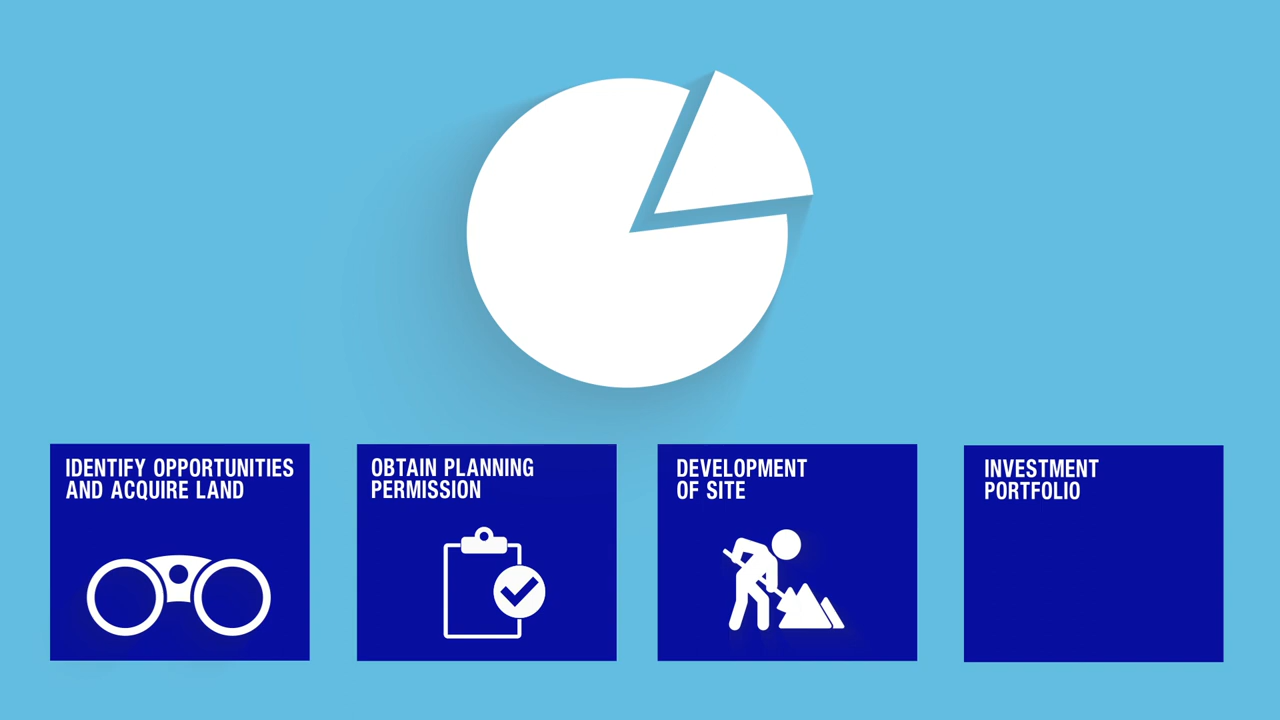 IDENTIFY OPPORTUNITIES
AND ACQUIRE LAND
OBTAIN PLANNING
PERMISSION
DEVELOPMENT
OF SITE
INVESTMENT
PORTFOLIO